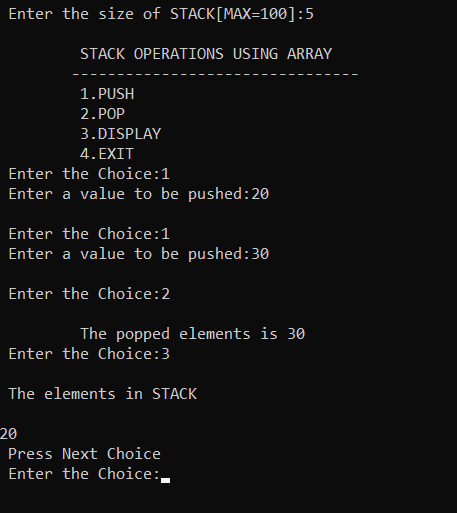 Enter the size of STACK[MAX=100]:5
STACK OPERATIONS USING ARRAY
--------------------------------
1.PUSH
2.POP
3.DISPLAY
4.EXIT
Enter the Choice:1
Enter a value to be pushed:20
Enter the Choice:1
Enter a value to be pushed:30
Enter the Choice:2
The popped elements is 30
Enter the Choice:3
The elements in STACK
20
Press Next Choice
Enter the Choice: